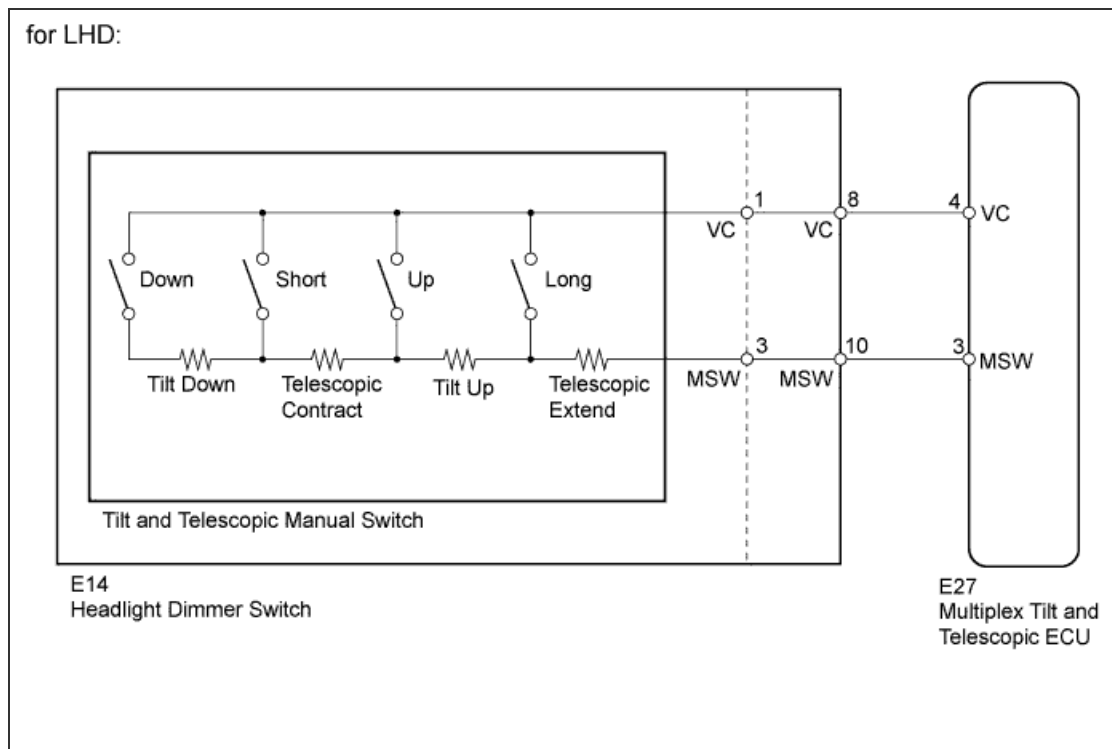 for LHD:
1
8
4
VC
VC
VC
Down
Short
Up
Long
3
10
3
MSW
MSW
MSW
Tilt Down
Telescopic
Contract
Tilt Up
Telescopic
Extend
Tilt and Telescopic Manual Switch
E14
Headlight Dimmer Switch
E27
Multiplex Tilt and
Telescopic ECU